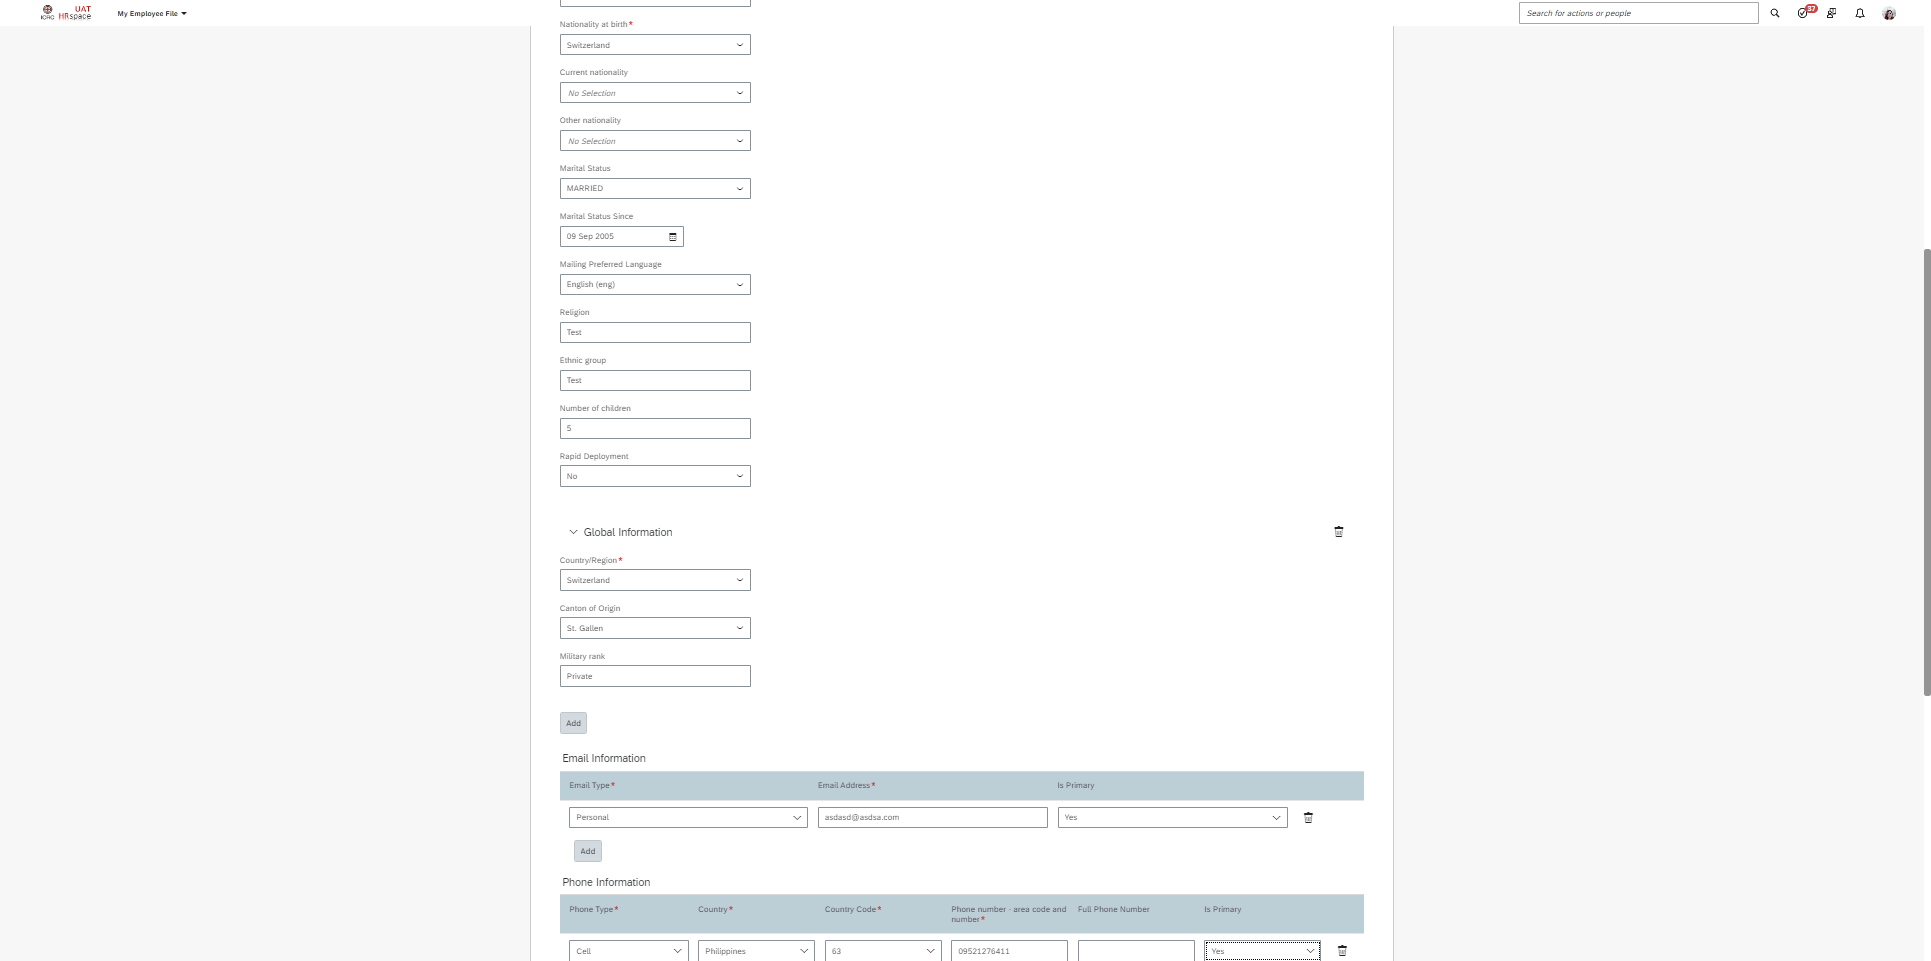 ICRC
UAT
HRspace
My Employee File
Search for actions or people
37
Nationality at birth*
Switzerland
Current nationality
No Selection
Other nationality
No Selection
Marital Status
MARRIED
Marital Status Since
09 Sep 2005
Mailing Preferred Language
English (eng)
Religion
Test
Ethnic group
Test
Number of children
5
Rapid Deployment
No
Global Information
Country/Region*
Switzerland
Canton of Origin
St. Gallen
Military rank
Private
Add
Email Information
Email Type* Email Address* Is Primary
Personal asdasd@asdsa.com Yes
Add
Phone Information
Phone Type* Country* Country Code* Phone number - area code and number* Full Phone Number Is Primary
Cell Philippines 63 09521276411 Yes